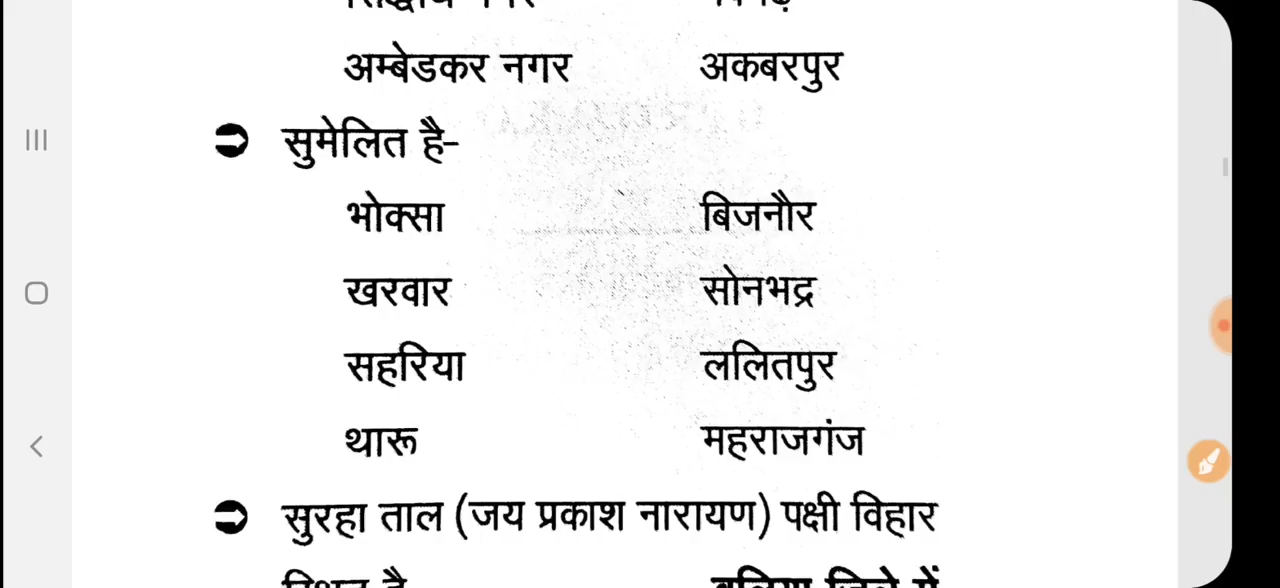 अम्बेडकर नगर अकबरपुर
➲ सुमेलित है-
भोक्सा बिजनौर
खरवार सोनभद्र
सहरिया ललितपुर
थारू महराजगंज
➲ सुरहा ताल (जय प्रकाश नारायण) पक्षी विहार